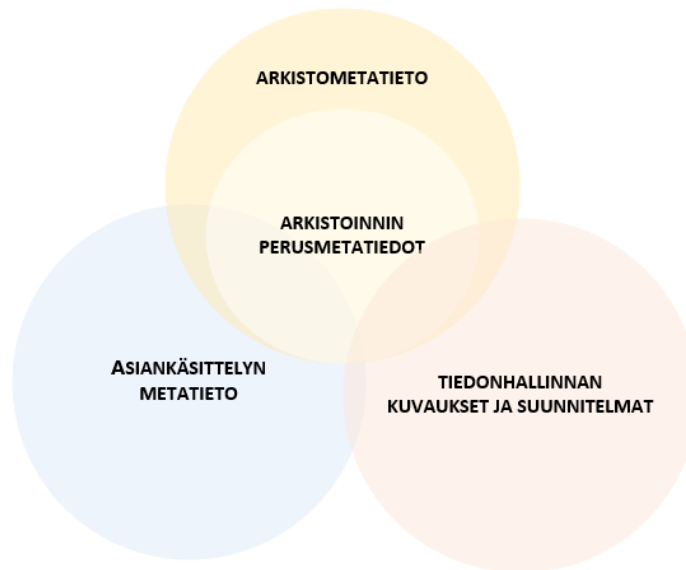 ARKISTOMETATIETO
ARKISTOINNIN
PERUSMETATIEDOT
ASIANKÄSITTELYN
METATIETO
TIEDONHALLINNAN
KUVAUKSET JA SUUNNITELMAT